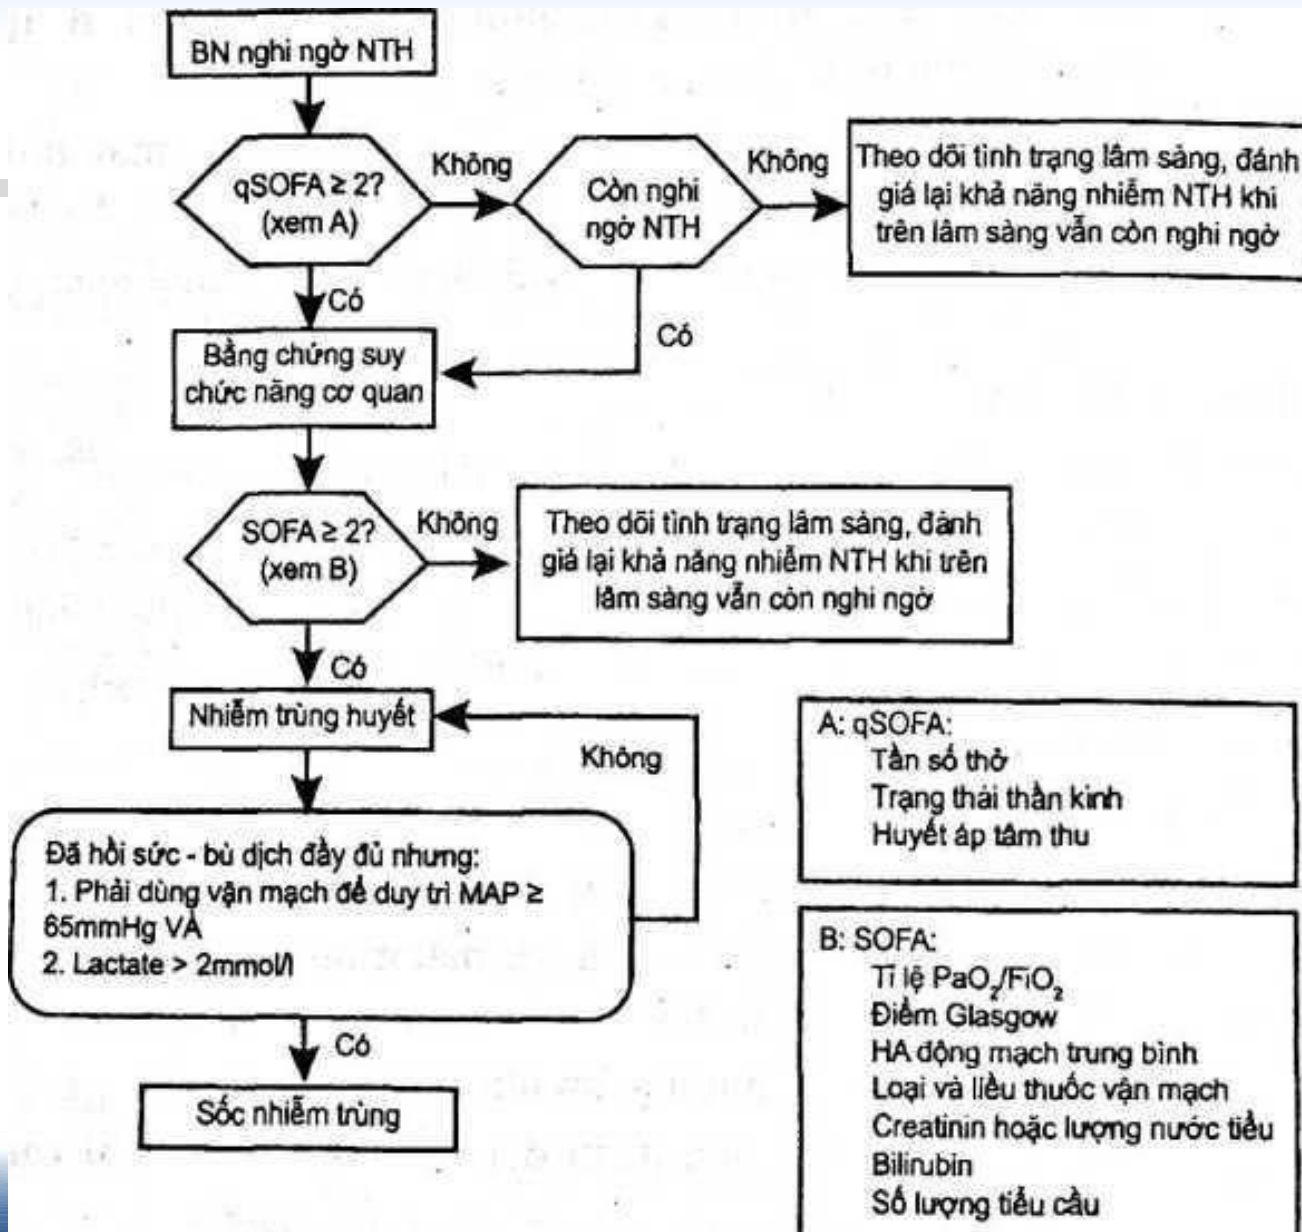 BN nghi ngờ NTH
qSOFA ≥ 2?
(xem A)
Không
Còn nghi
ngờ NTH
Không
Theo dõi tình trạng lâm sàng, đánh
giá lại khả năng nhiễm NTH khi
trên lâm sàng vẫn còn nghi ngờ
Có
Có
Bằng chứng suy
chức năng cơ quan
SOFA ≥ 2?
(xem B)
Không
Theo dõi tình trạng lâm sàng, đánh
giá lại khả năng nhiễm NTH khi trên
lâm sàng vẫn còn nghi ngờ
Có
Nhiễm trùng huyết
Không
Đã hồi sức - bù dịch đầy đủ nhưng:
1. Phải dùng vận mạch để duy trì MAP ≥
65mmHg VÀ
2. Lactate > 2mmol/l
Có
Sốc nhiễm trùng
A: qSOFA:
Tần số thở
Trạng thái thần kinh
Huyết áp tâm thu
B: SOFA:
Tỉ lệ PaO₂/FiO₂
Điểm Glasgow
HA động mạch trung bình
Loại và liều thuốc vận mạch
Creatinin hoặc lượng nước tiểu
Bilirubin
Số lượng tiểu cầu